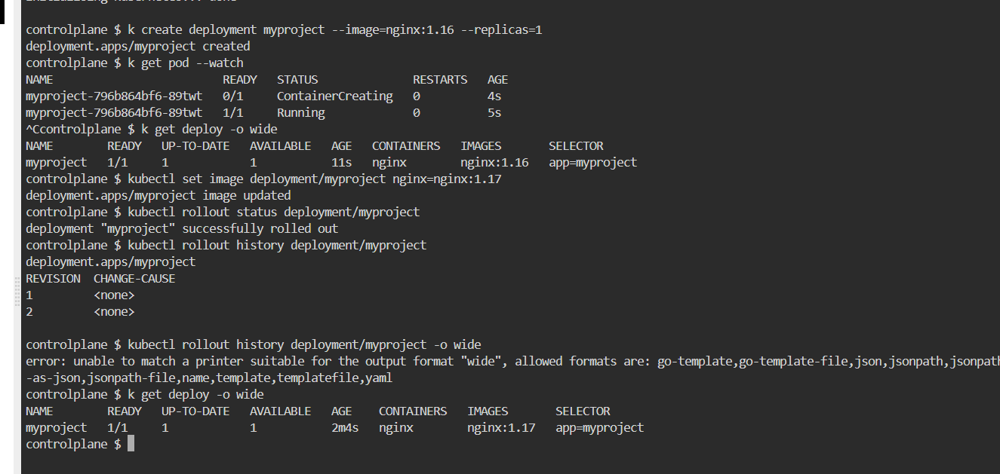 controlplane $ k create deployment myproject --image=nginx:1.16 --replicas=1
deployment.apps/myproject created
controlplane $ k get pod --watch
NAME                         READY   STATUS              RESTARTS   AGE
myproject-796b864bf6-89twt   0/1     ContainerCreating   0          4s
myproject-796b864bf6-89twt   1/1     Running             0          5s
^Ccontrolplane $ k get deploy -o wide
NAME        READY   UP-TO-DATE   AVAILABLE   AGE   CONTAINERS   IMAGES       SELECTOR
myproject   1/1     1            1           11s   nginx        nginx:1.16   app=myproject
controlplane $ kubectl set image deployment/myproject nginx=nginx:1.17
deployment.apps/myproject image updated
controlplane $ kubectl rollout status deployment/myproject
deployment "myproject" successfully rolled out
controlplane $ kubectl rollout history deployment/myproject
deployment.apps/myproject
REVISION  CHANGE-CAUSE
1         <none>
2         <none>
controlplane $ kubectl rollout history deployment/myproject -o wide
error: unable to match a printer suitable for the output format "wide", allowed formats are: go-template,go-template-file,json,jsonpath,jsonpath
-as-json,jsonpath-file,name,template,templatefile,yaml
controlplane $ k get deploy -o wide
NAME        READY   UP-TO-DATE   AVAILABLE   AGE    CONTAINERS   IMAGES       SELECTOR
myproject   1/1     1            1           2m4s   nginx        nginx:1.17   app=myproject
controlplane $